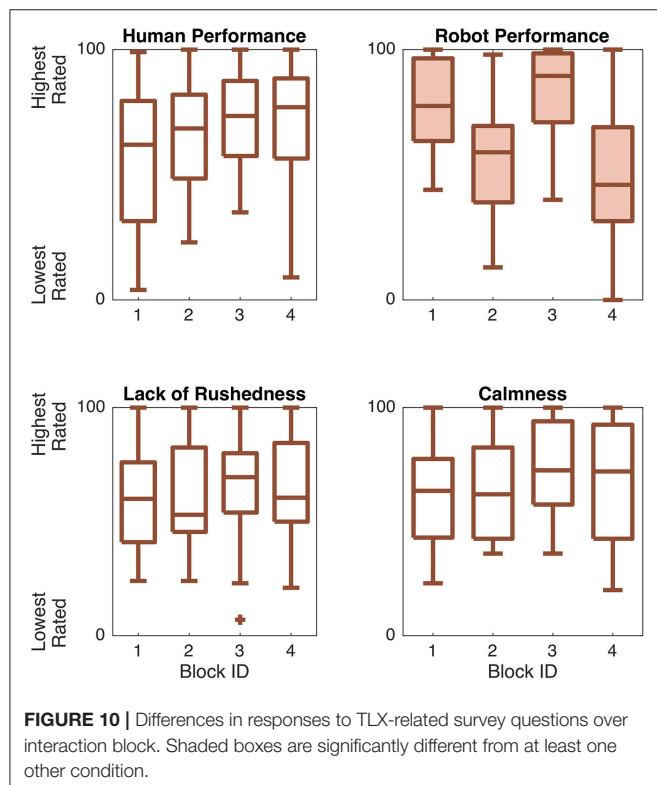 Human Performance
Robot Performance
Highest
Rated
Lowest
Rated
100
0
1 2 3 4
100
0
1 2 3 4
Lack of Rushedness
Calmness
Highest
Rated
Lowest
Rated
100
0
1 2 3 4
Block ID
100
0
1 2 3 4
Block ID
FIGURE 10 | Differences in responses to TLX-related survey questions over
interaction block. Shaded boxes are significantly different from at least one
other condition.